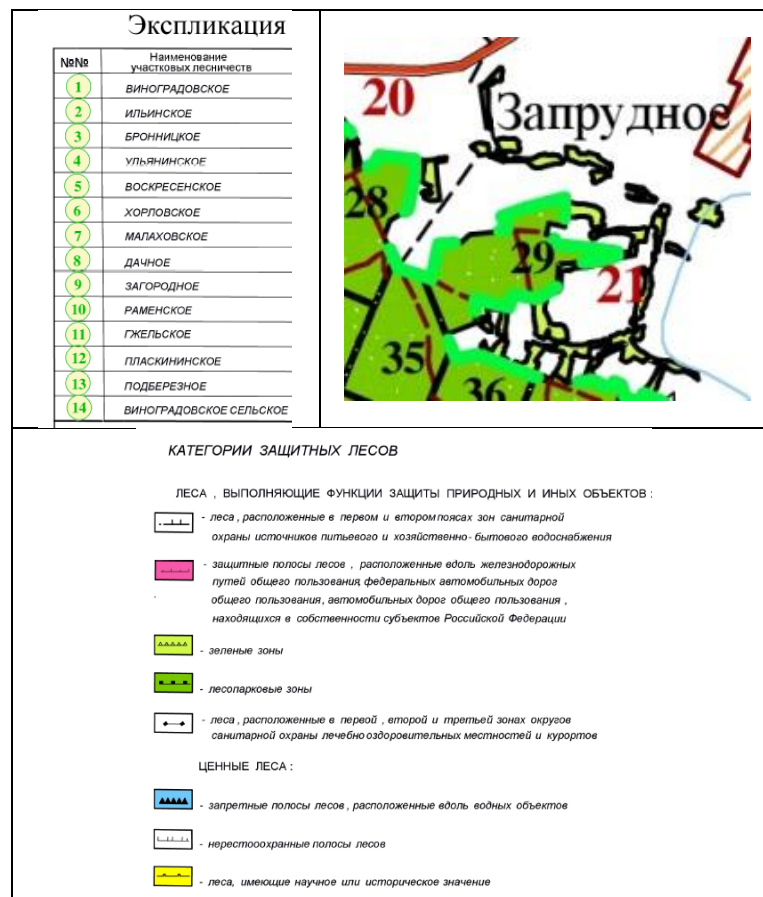 Экспликация
№№ Наименование
участковых лесничеств
1 ВИНОГРАДОВСКОЕ
2 ИЛЬИНСКОЕ
3 БРОННИЦКОЕ
4 УЛЬЯНИНСКОЕ
5 ВОСКРЕСЕНСКОЕ
6 ХОРЛОВСКОЕ
7 МАЛАХОВСКОЕ
8 ДАЧНОЕ
9 ЗАГОРОДНОЕ
10 РАМЕНСКОЕ
11 ГЖЕЛЬСКОЕ
12 ПЛАСКИНИНСКОЕ
13 ПОДБЕРЕЗНОЕ
14 ВИНОГРАДОВСКОЕ СЕЛЬСКОЕ
20
Запрудное
28
29
21
35
36
КАТЕГОРИИ ЗАЩИТНЫХ ЛЕСОВ
ЛЕСА , ВЫПОЛНЯЮЩИЕ ФУНКЦИИ ЗАЩИТЫ ПРИРОДНЫХ И ИНЫХ ОБЪЕКТОВ :
- леса , расположенные в первом и втором поясах зон санитарной
охраны источников питьевого и хозяйственно- бытового водоснабжения
- защитные полосы лесов , расположенные вдоль железнодорожных
путей общего пользования, федеральных автомобильных дорог
общего пользования, автомобильных дорог общего пользования ,
находящихся в собственности субъектов Российской Федерации
- зеленые зоны
- лесопарковые зоны
- леса , расположенные в первой , второй и третьей зонах округов
санитарной охраны лечебно оздоровительных местностей и курортов
ЦЕННЫЕ ЛЕСА :
- запретные полосы лесов , расположенные вдоль водных объектов
- нерестооохранные полосы лесов
- леса, имеющие научное или историческое значение